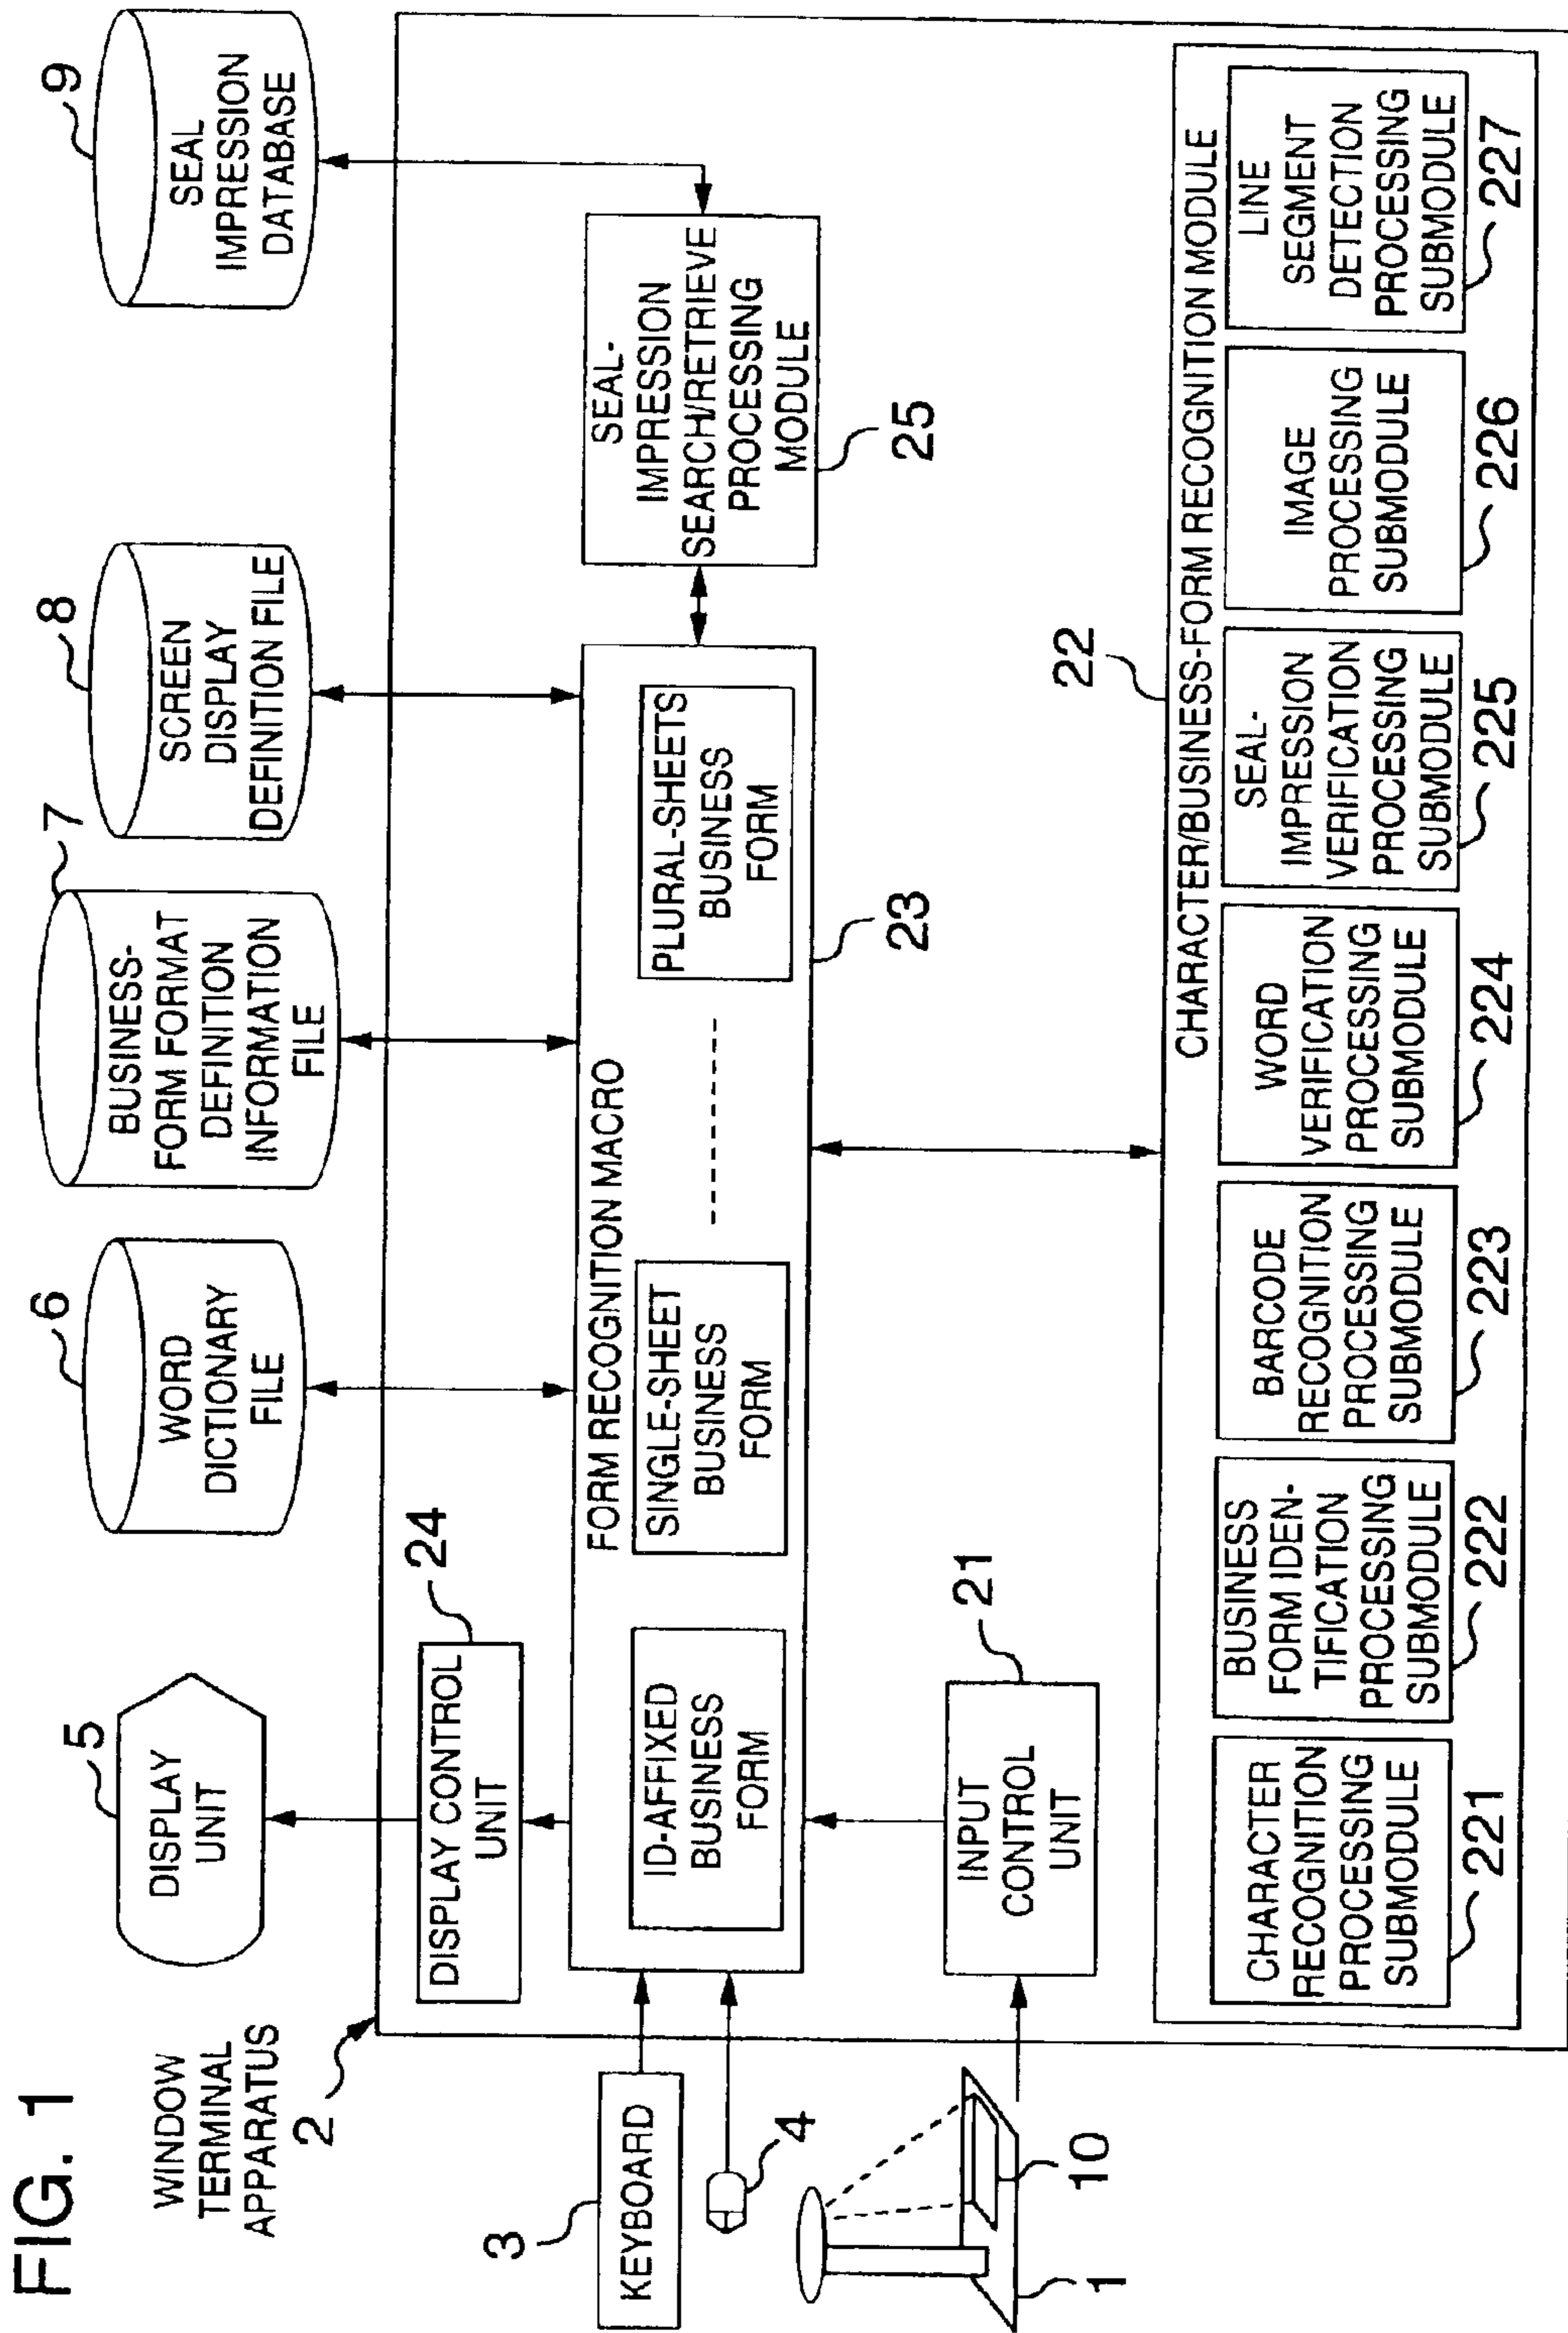 FIG. 1
WINDOW
TERMINAL
APPARATUS
2
5
DISPLAY
UNIT
6
WORD
DICTIONARY
FILE
7
BUSINESS-
FORM FORMAT
DEFINITION
INFORMATION
FILE
8
SCREEN
DISPLAY
DEFINITION FILE
9
SEAL
IMPRESSION
DATABASE
24
DISPLAY CONTROL
UNIT
3
KEYBOARD
4
FORM RECOGNITION MACRO
ID-AFFIXED
BUSINESS
FORM
SINGLE-SHEET
BUSINESS
FORM
PLURAL-SHEETS
BUSINESS
FORM
23
SEAL-
IMPRESSION
SEARCH/RETRIEVE
PROCESSING
MODULE
25
21
INPUT
CONTROL
UNIT
10
1
22
CHARACTER/BUSINESS-FORM RECOGNITION MODULE
CHARACTER
RECOGNITION
PROCESSING
SUBMODULE
221
BUSINESS
FORM IDEN-
TIFICATION
PROCESSING
SUBMODULE
222
BARCODE
RECOGNITION
PROCESSING
SUBMODULE
223
WORD
VERIFICATION
PROCESSING
SUBMODULE
224
SEAL-
IMPRESSION
VERIFICATION
PROCESSING
SUBMODULE
225
IMAGE
PROCESSING
SUBMODULE
226
LINE
SEGMENT
DETECTION
PROCESSING
SUBMODULE
227